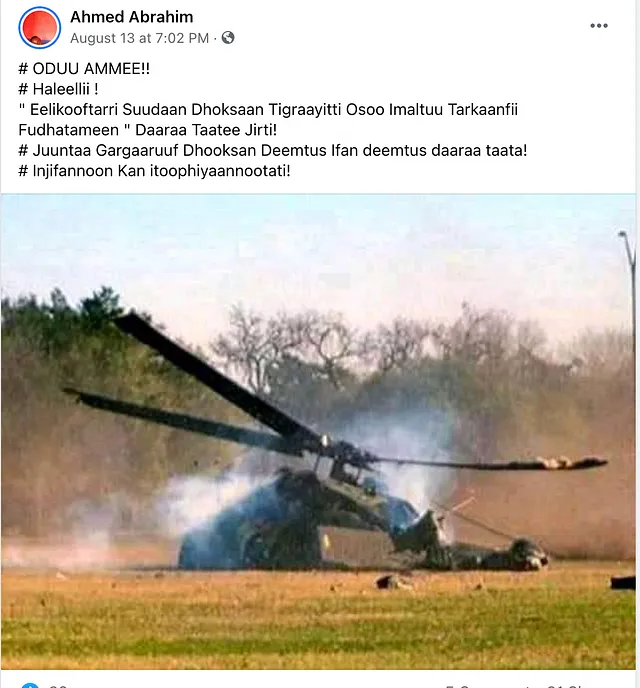 Ahmed Abrahim
August 13 at 7:02 PM ·
# ODUU AMMEE!!
# Haleellii !
" Eelikooftarri Suudaan Dhoksaan Tigraayitti Osoo Imaltuu Tarkaanfii
Fudhatameen " Daaraa Taatee Jirti!
# Juuntaa Gargaaruuf Dhooksan Deemtus Ifan deemtus daaraa taata!
# Injifannoon Kan itoophiyaannootati!